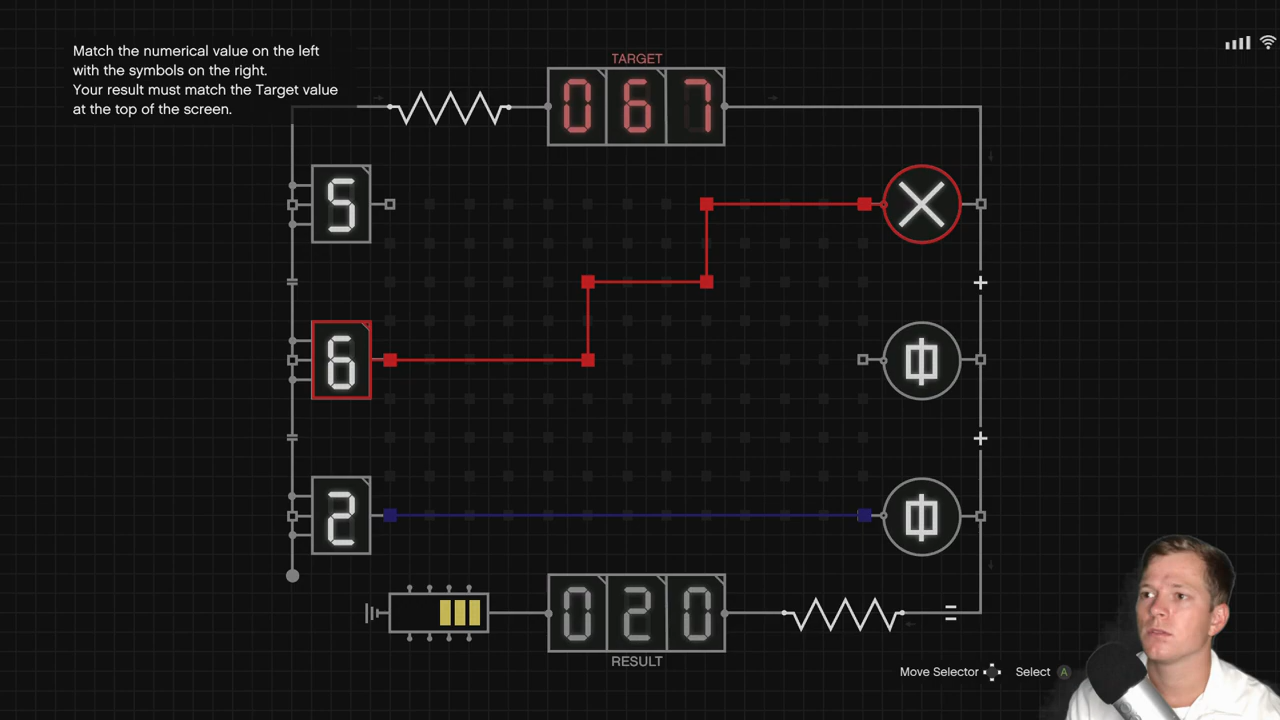 Match the numerical value on the left
with the symbols on the right.
Your result must match the Target value
at the top of the screen.
TARGET
067
5
6
+
2
+
020
=
RESULT
Move Selector Select A